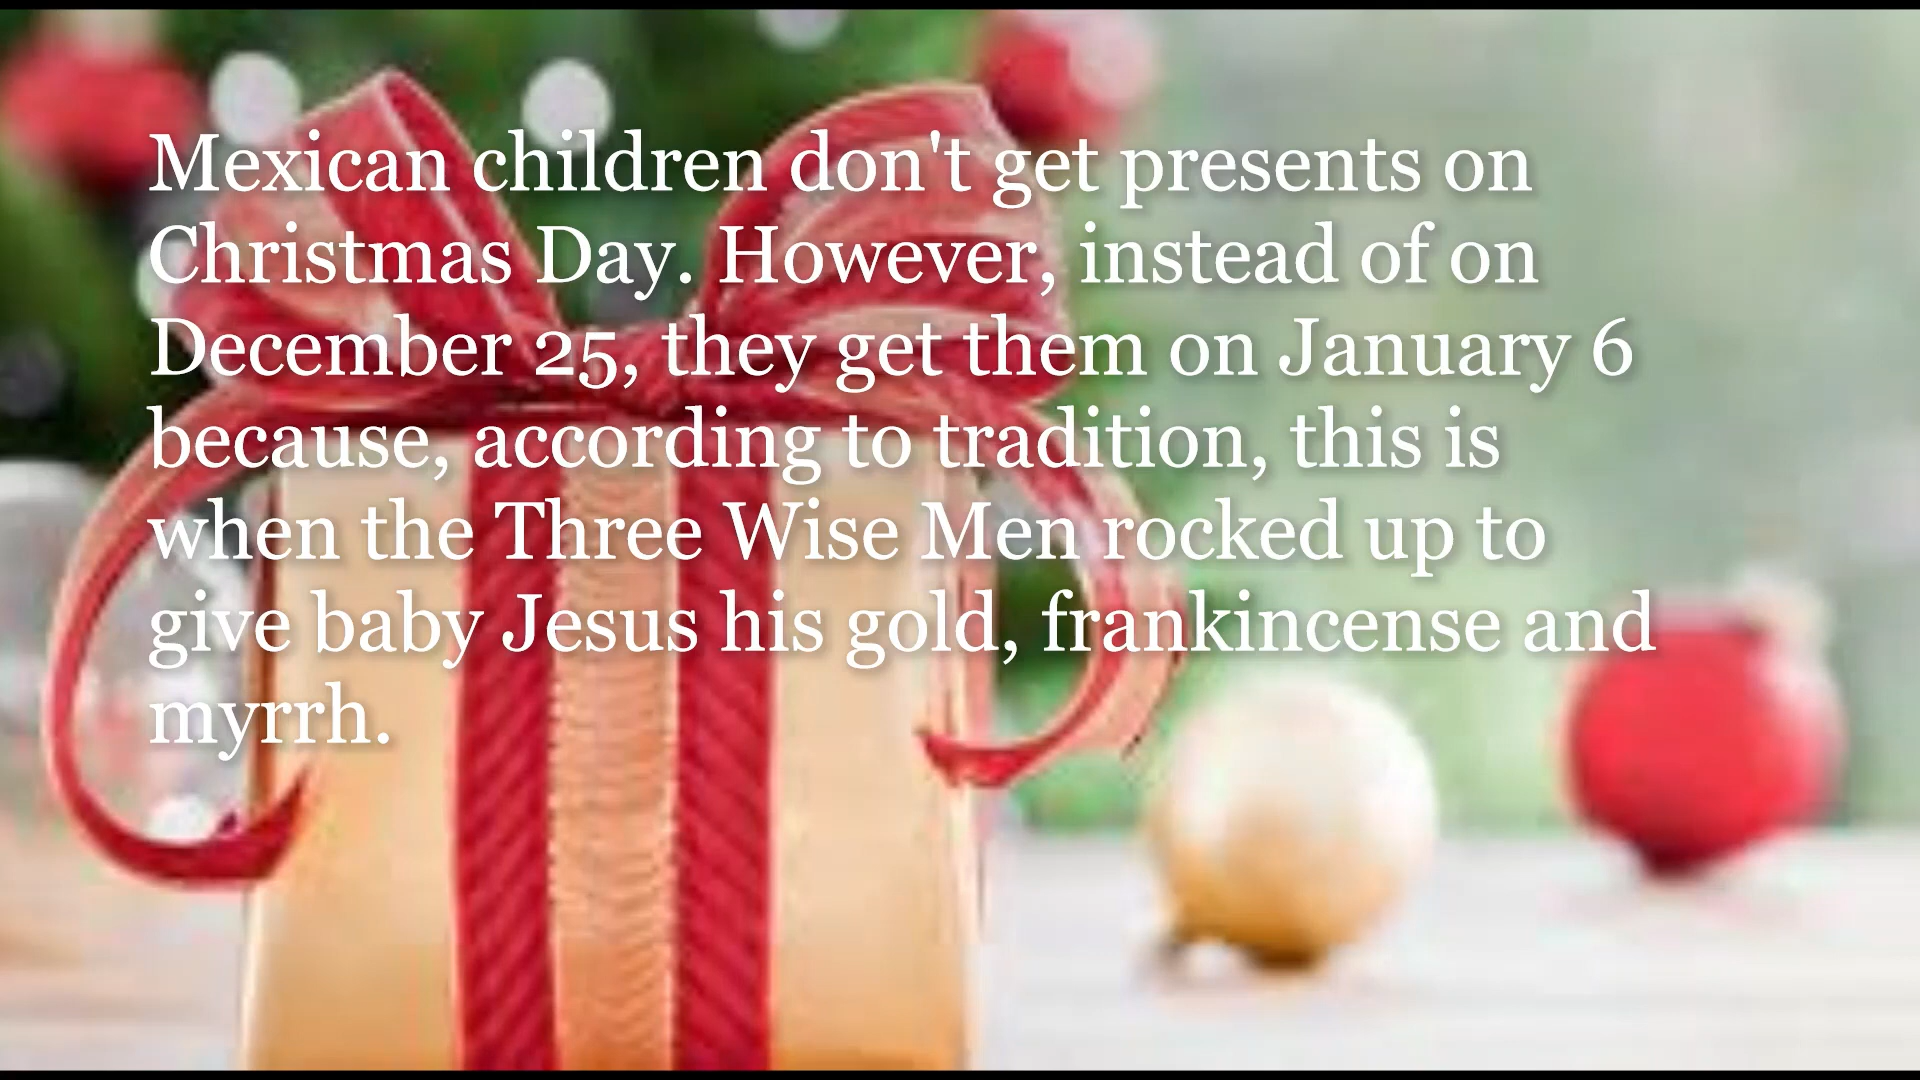 Mexican children don't get presents on
Christmas Day. However, instead of on
December 25, they get them on January 6
because, according to tradition, this is
when the Three Wise Men rocked up to
give baby Jesus his gold, frankincense and
myrrh.